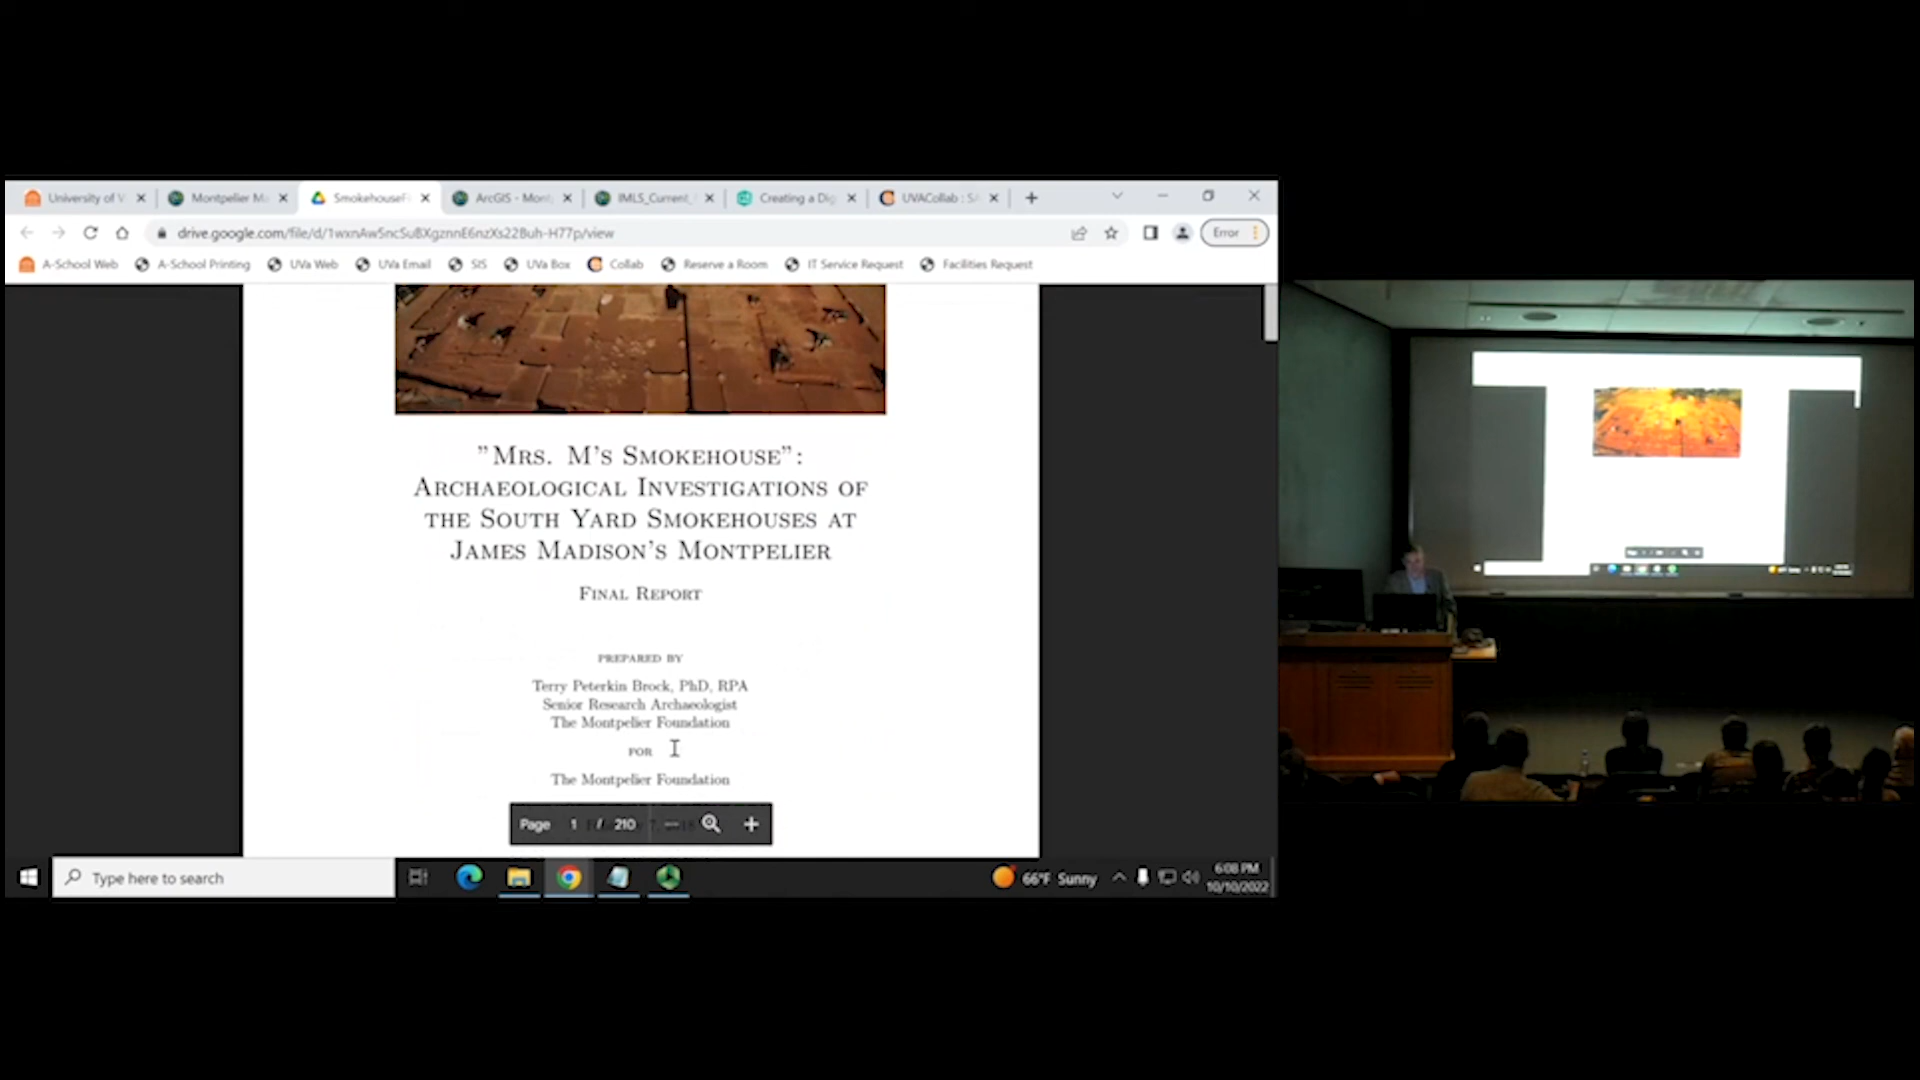 University of V
Montpelier M
SmokehouseF
ArcGIS - Mont
IMLS_Current_
Creating a Dig
UVACollab : S
drive.google.com/file/d/1wxnAw5ncSuBXgznnE6nzXs22Buh-H77p/view
Error
A-School Web
A-School Printing
UVa Web
UVa Email
SIS
UVa Box
Collab
Reserve a Room
IT Service Request
Facilities Request
”Mrs. M’s Smokehouse”:
Archaeological Investigations of
the South Yard Smokehouses at
James Madison’s Montpelier
Final Report
prepared by
Terry Peterkin Brock, PhD, RPA
Senior Research Archaeologist
The Montpelier Foundation
for
The Montpelier Foundation
Page 1 / 210
Type here to search
66°F Sunny
6:08 PM
10/10/2022